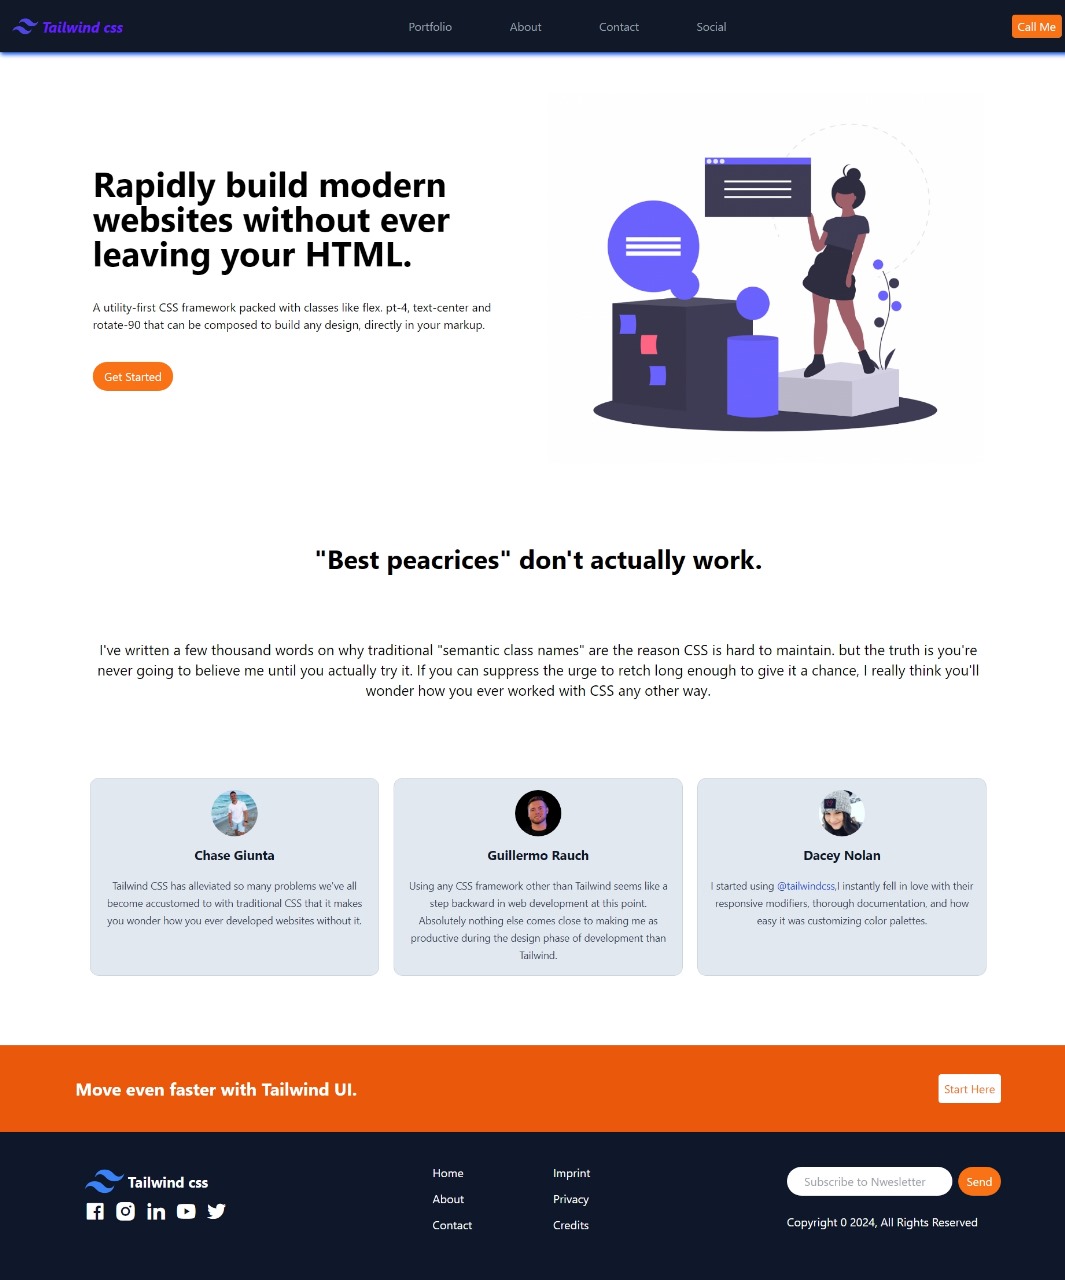 Tailwind css
Portfolio
About
Contact
Social
Call Me
Rapidly build modern
websites without ever
leaving your HTML.
A utility-first CSS framework packed with classes like flex. pt-4, text-center and
rotate-90 that can be composed to build any design, directly in your markup.
Get Started
"Best peacrices" don't actually work.
I've written a few thousand words on why traditional "semantic class names" are the reason CSS is hard to maintain. but the truth is you're
never going to believe me until you actually try it. If you can suppress the urge to retch long enough to give it a chance, I really think you'll
wonder how you ever worked with CSS any other way.
Chase Giunta
Tailwind CSS has alleviated so many problems we've all
become accustomed to with traditional CSS that it makes
you wonder how you ever developed websites without it.
Guillermo Rauch
Using any CSS framework other than Tailwind seems like a
step backward in web development at this point.
Absolutely nothing else comes close to making me as
productive during the design phase of development than
Tailwind.
Dacey Nolan
I started using @tailwindcss,I instantly fell in love with their
responsive modifiers, thorough documentation, and how
easy it was customizing color palettes.
Move even faster with Tailwind UI.
Start Here
Tailwind css
Home
About
Contact
Imprint
Privacy
Credits
Subscribe to Nwesletter
Send
Copyright 0 2024, All Rights Reserved